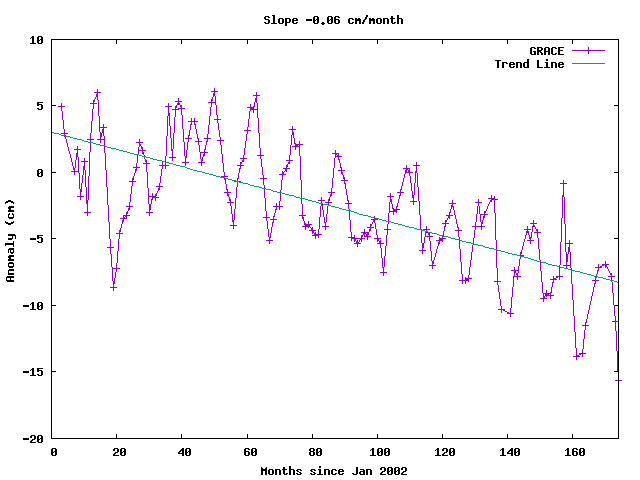 Slope -0.06 cm/month
10
GRACE
Trend Line
5
0
-5
-10
-15
-20
Anomaly (cm)
0 20 40 60 80 100 120 140 160
Months since Jan 2002